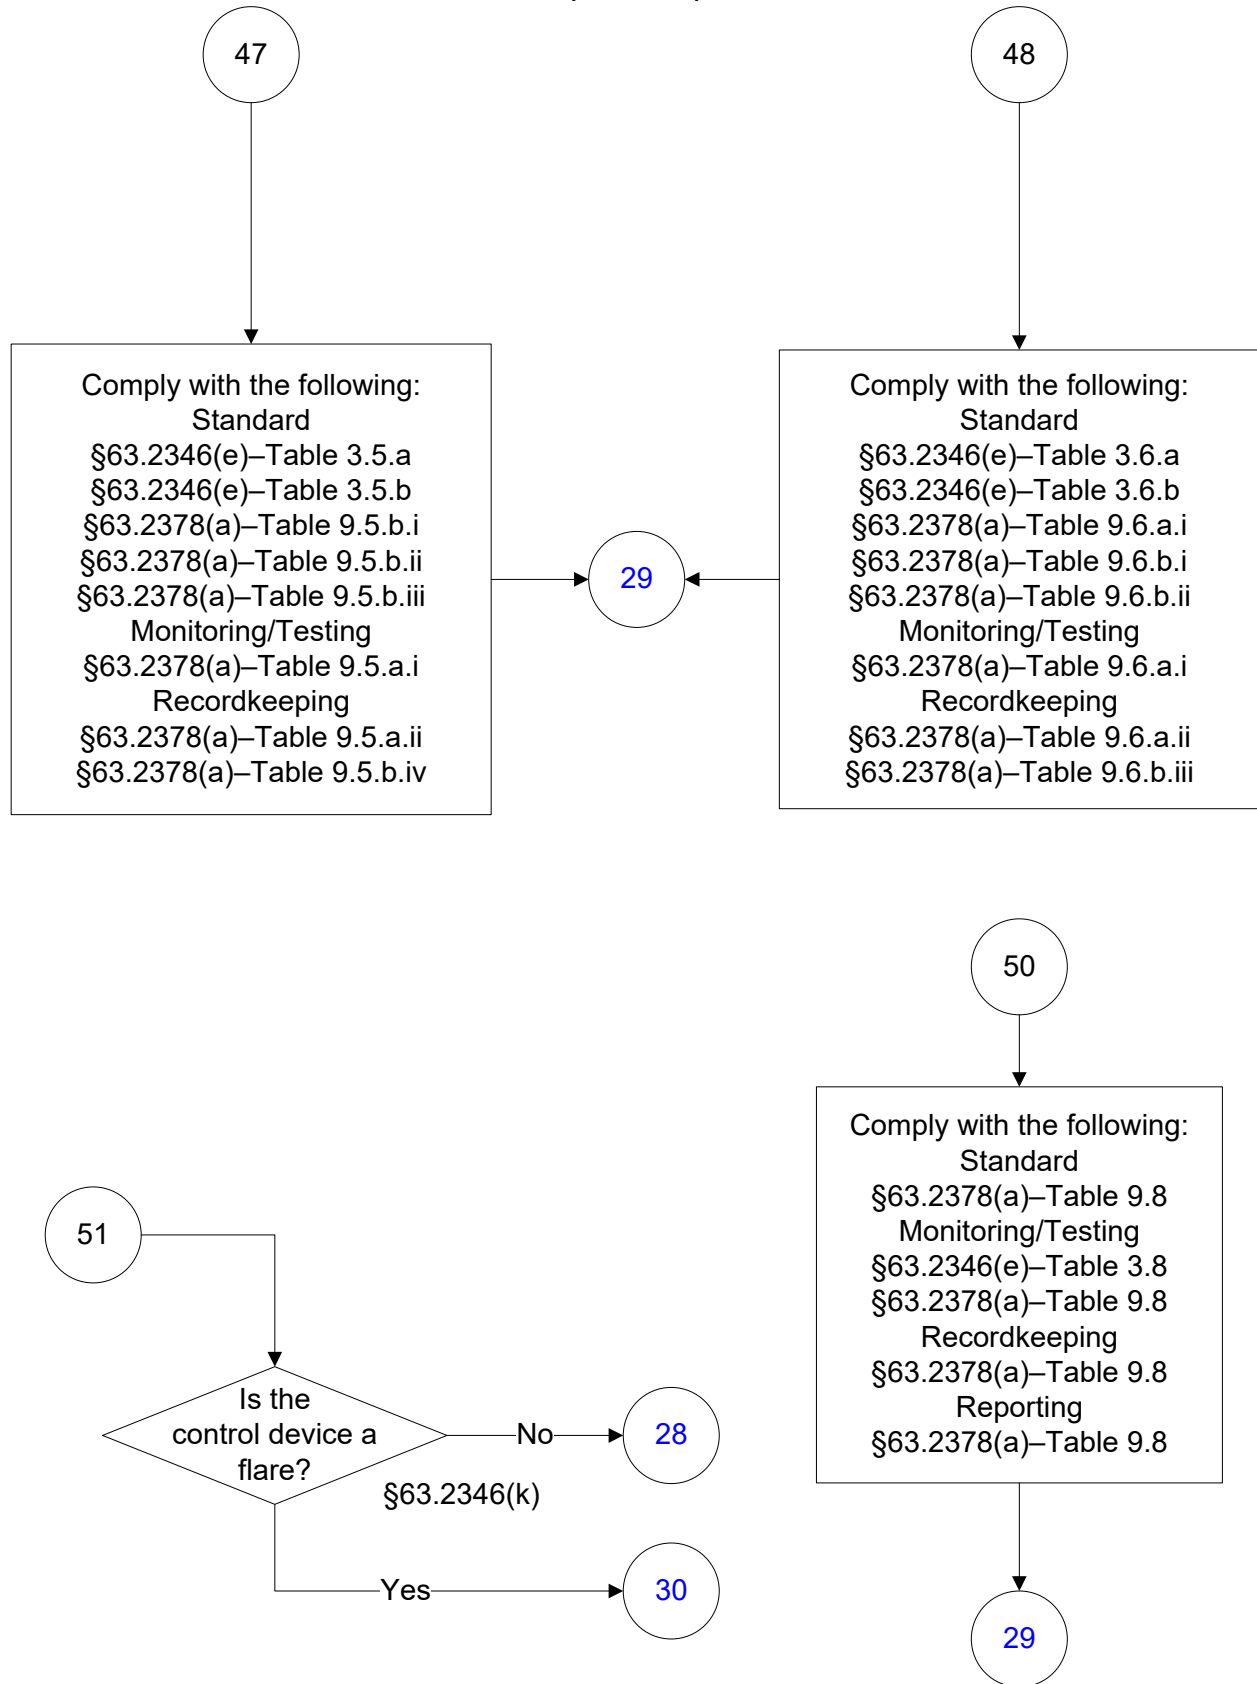 47
48
Comply with the following:
Standard
§63.2346(e)–Table 3.5.a
§63.2346(e)–Table 3.5.b
§63.2378(a)–Table 9.5.b.i
§63.2378(a)–Table 9.5.b.ii
§63.2378(a)–Table 9.5.b.iii
Monitoring/Testing
§63.2378(a)–Table 9.5.a.i
Recordkeeping
§63.2378(a)–Table 9.5.a.ii
§63.2378(a)–Table 9.5.b.iv
29
Comply with the following:
Standard
§63.2346(e)–Table 3.6.a
§63.2346(e)–Table 3.6.b
§63.2378(a)–Table 9.6.a.i
§63.2378(a)–Table 9.6.b.i
§63.2378(a)–Table 9.6.b.ii
Monitoring/Testing
§63.2378(a)–Table 9.6.a.i
Recordkeeping
§63.2378(a)–Table 9.6.a.ii
§63.2378(a)–Table 9.6.b.iii
50
Comply with the following:
Standard
§63.2378(a)–Table 9.8
Monitoring/Testing
§63.2346(e)–Table 3.8
§63.2378(a)–Table 9.8
Recordkeeping
§63.2378(a)–Table 9.8
Reporting
§63.2378(a)–Table 9.8
29
51
Is the
control device a
flare?
No
28
§63.2346(k)
Yes
30